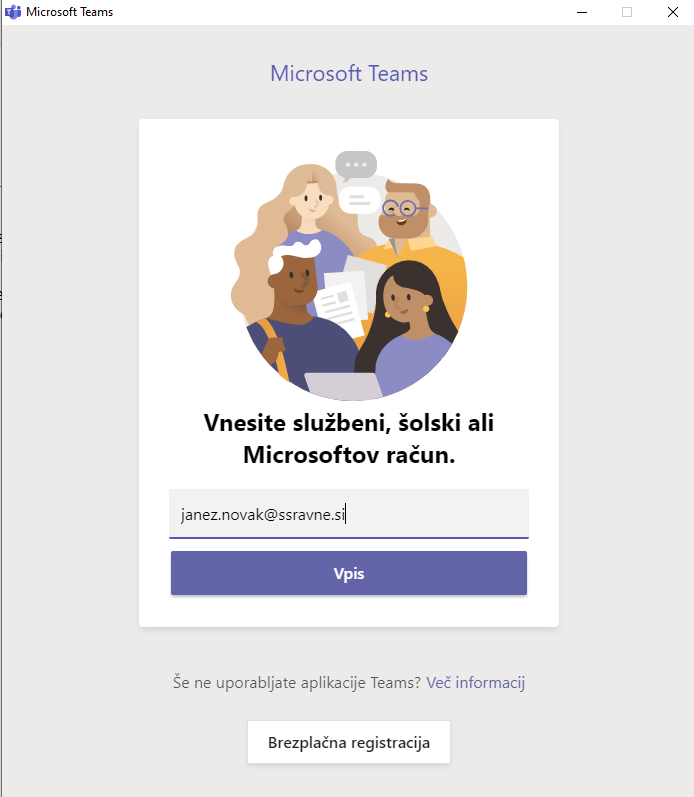 Microsoft Teams
Microsoft Teams
Vnesite službeni, šolski ali
Microsoftov račun.
janez.novak@ssravne.si
Vpis
Še ne uporabljate aplikacije Teams? Več informacij
Brezplačna registracija